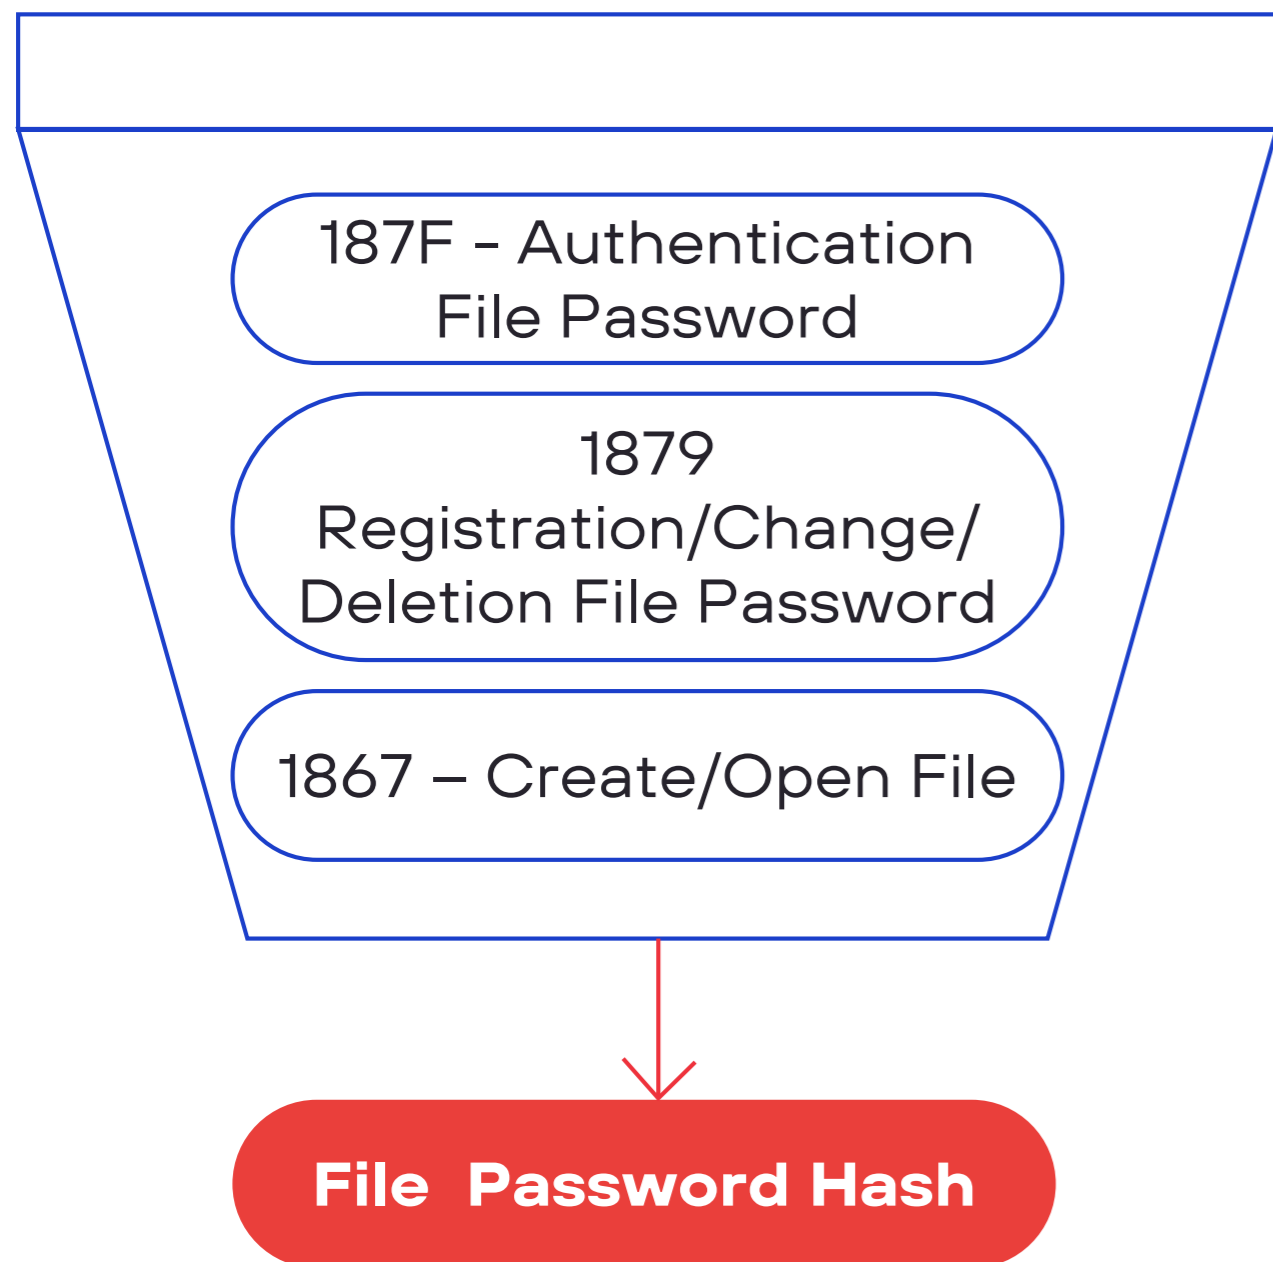 187F - Authentication
File Password
1879
Registration/Change/
Deletion File Password
1867 – Create/Open File
File  Password Hash